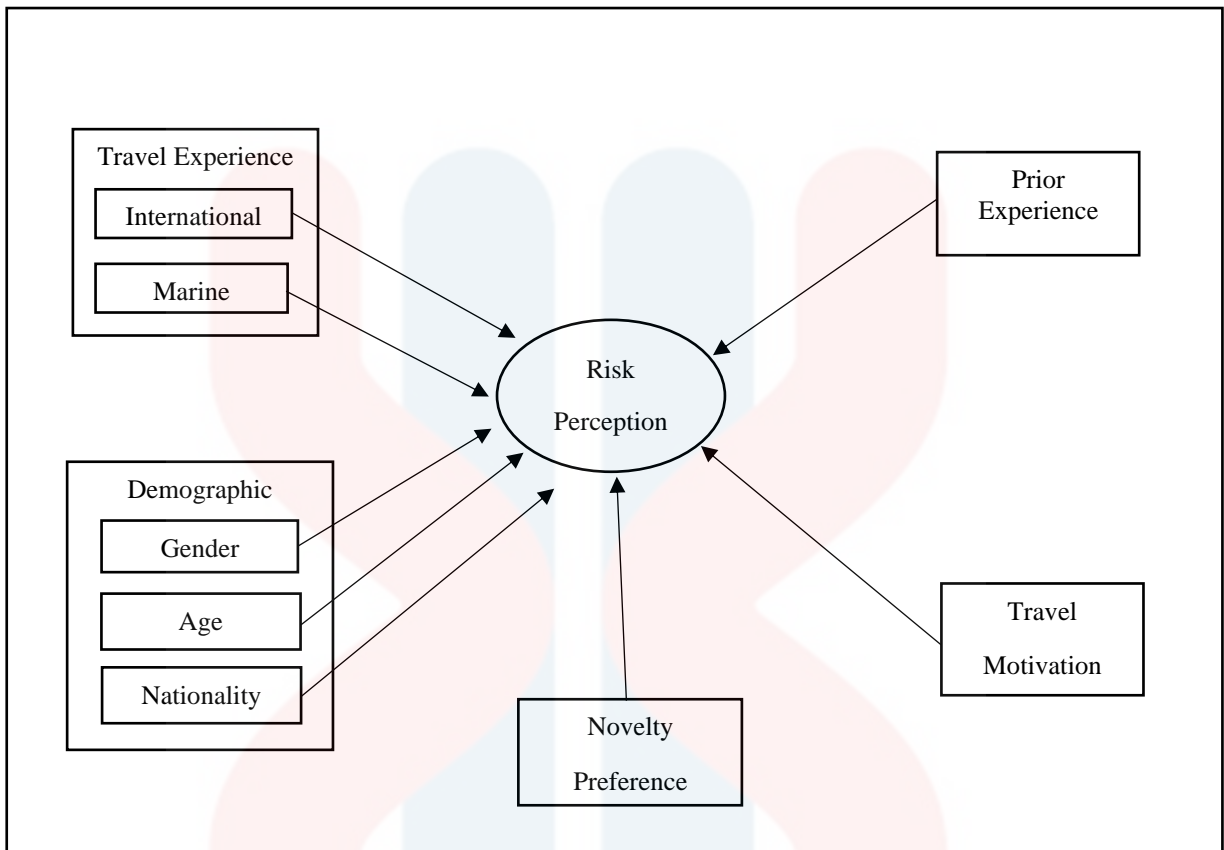 Travel Experience
International
Marine
Prior
Experience
Risk
Perception
Demographic
Gender
Age
Nationality
Travel
Motivation
Novelty
Preference